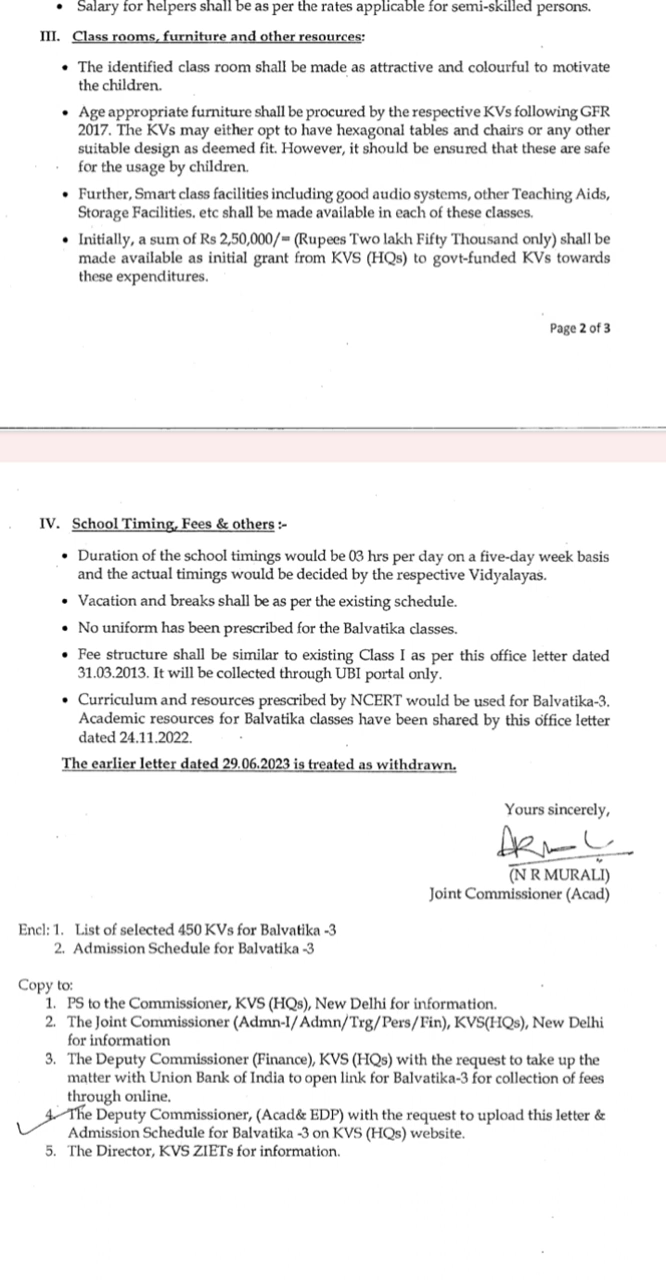 • Salary for helpers shall be as per the rates applicable for semi-skilled persons.
III. Class rooms, furniture and other resources:
• The identified class room shall be made as attractive and colourful to motivate
the children.
• Age appropriate furniture shall be procured by the respective KVs following GFR
2017. The KVs may either opt to have hexagonal tables and chairs or any other
suitable design as deemed fit. However, it should be ensured that these are safe
for the usage by children.
• Further, Smart class facilities including good audio systems, other Teaching Aids,
Storage Facilities, etc shall be made available in each of these classes.
• Initially, a sum of Rs 2,50,000/= (Rupees Two lakh Fifty Thousand only) shall be
made available as initial grant from KVS (HQs) to govt-funded KVs towards
these expenditures.
Page 2 of 3
IV. School Timing, Fees & others :-
• Duration of the school timings would be 03 hrs per day on a five-day week basis
and the actual timings would be decided by the respective Vidyalayas.
• Vacation and breaks shall be as per the existing schedule.
• No uniform has been prescribed for the Balvatika classes.
• Fee structure shall be similar to existing Class I as per this office letter dated
31.03.2013. It will be collected through UBI portal only.
• Curriculum and resources prescribed by NCERT would be used for Balvatika-3.
Academic resources for Balvatika classes have been shared by this office letter
dated 24.11.2022.
The earlier letter dated 29.06.2023 is treated as withdrawn.
Yours sincerely,
(N R MURALI)
Joint Commissioner (Acad)
Encl: 1. List of selected 450 KVs for Balvatika -3
2. Admission Schedule for Balvatika -3
Copy to:
1. PS to the Commissioner, KVS (HQs), New Delhi for information.
2. The Joint Commissioner (Admn-I/Admn/Trg/Pers/Fin), KVS(HQs), New Delhi
for information
3. The Deputy Commissioner (Finance), KVS (HQs) with the request to take up the
matter with Union Bank of India to open link for Balvatika-3 for collection of fees
through online.
4. The Deputy Commissioner, (Acad& EDP) with the request to upload this letter &
Admission Schedule for Balvatika -3 on KVS (HQs) website.
5. The Director, KVS ZIETs for information.